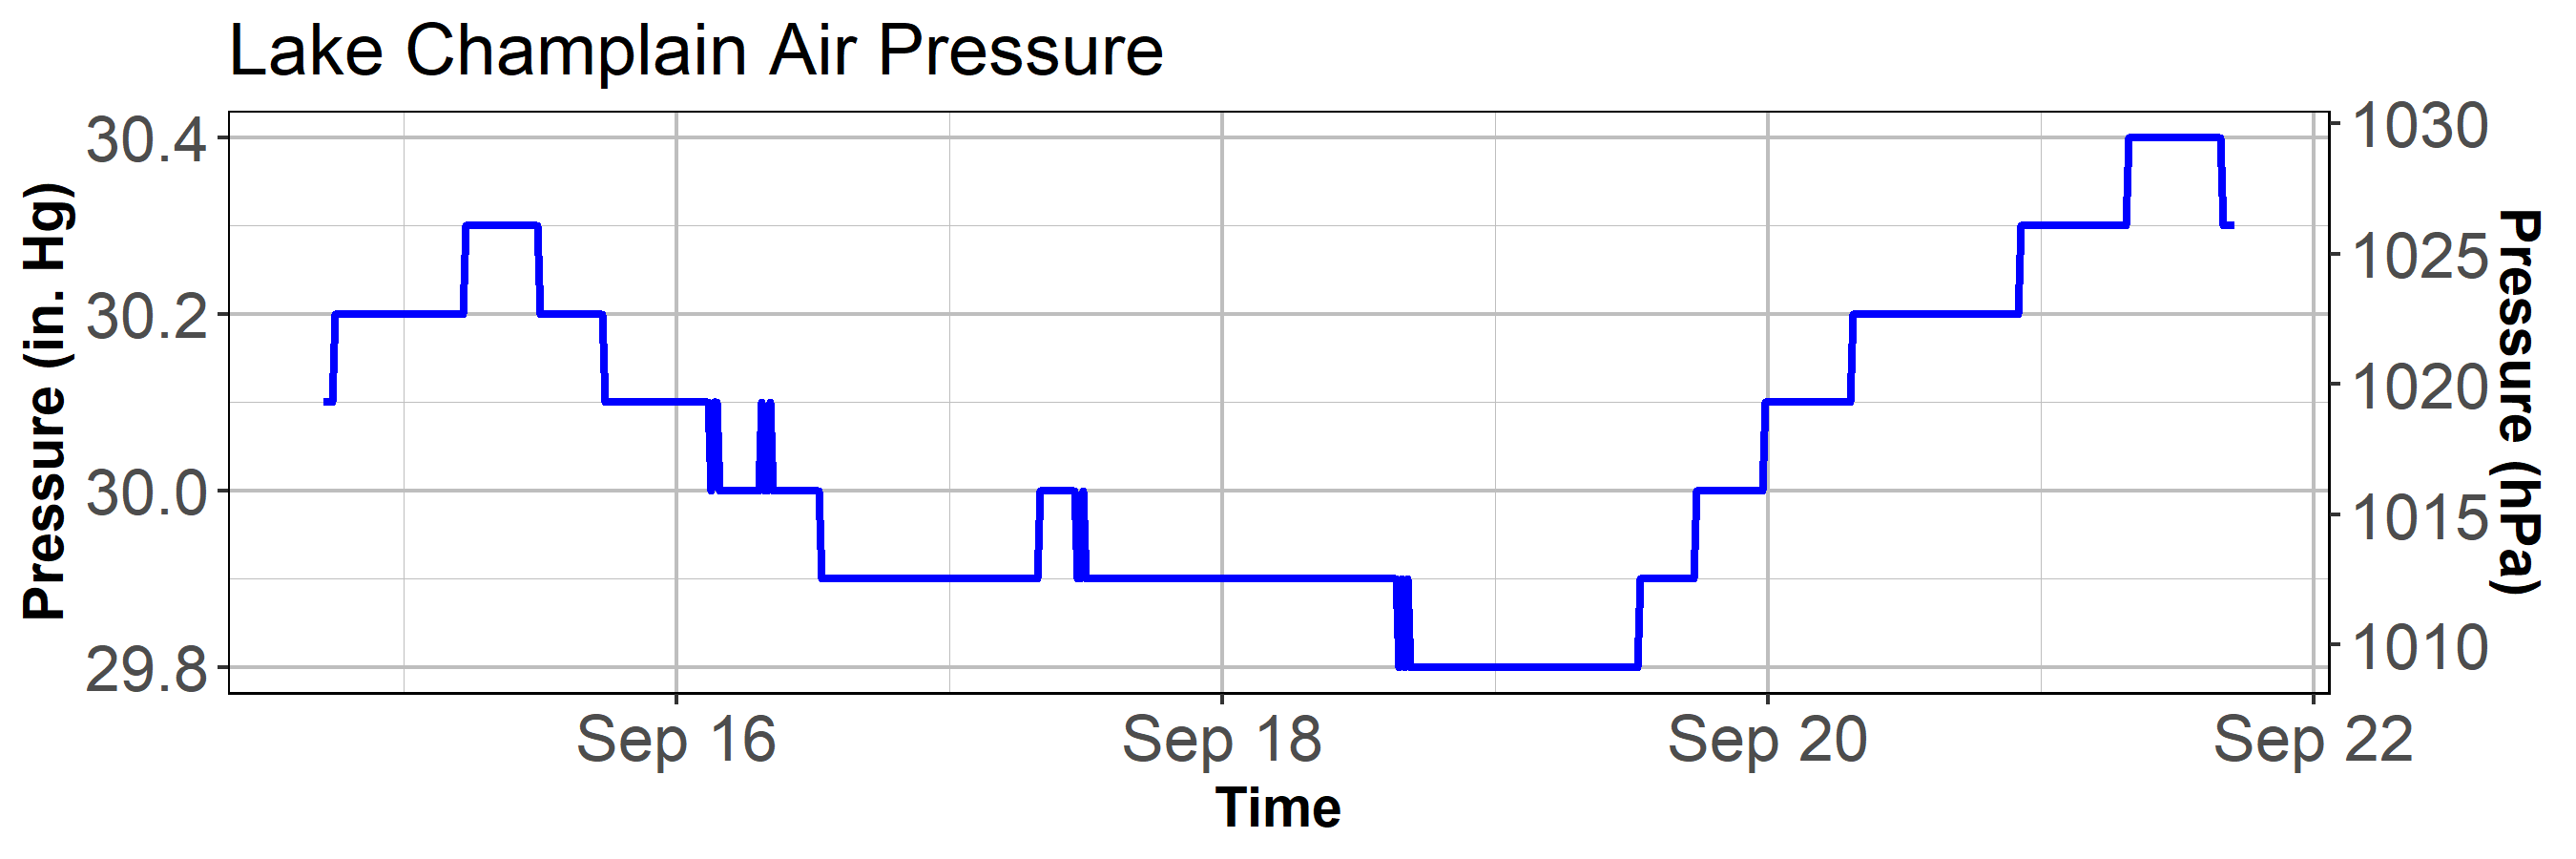 Lake Champlain Air Pressure
Pressure (in. Hg)
30.4
30.2
30.0
29.8
1030
1025
1020
1015
1010
Pressure (hPa)
Sep 16
Sep 18
Sep 20
Sep 22
Time